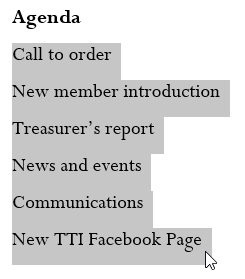 Agenda
Call to order
New member introduction
Treasurer’s report
News and events
Communications
New TTI Facebook Page